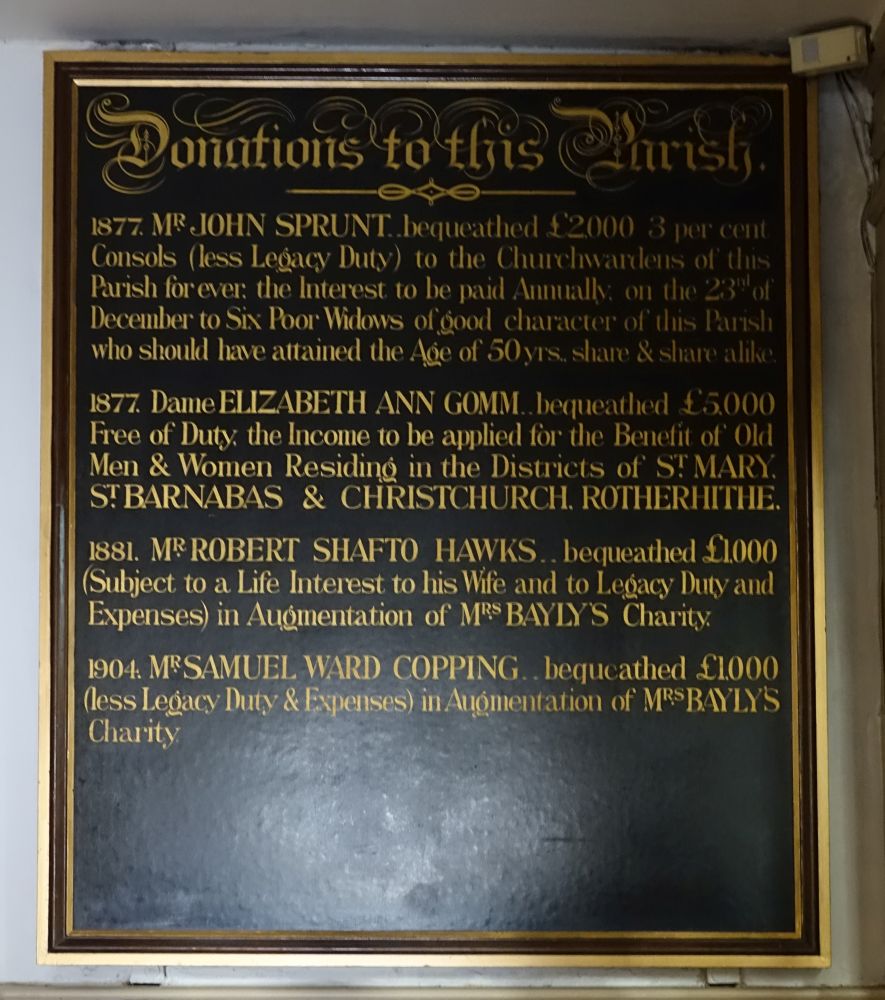 Donations to this Parish.
1877. Mr JOHN SPRUNT..bequeathed £2,000 3 per cent
Consols (less Legacy Duty) to the Churchwardens of this
Parish for ever; the Interest to be paid Annually, on the 23rd of
December to Six Poor Widows of good character of this Parish
who should have attained the Age of 50 yrs., share & share alike.
1877. Dame ELIZABETH ANN GOMM..bequeathed £5,000
Free of Duty, the Income to be applied for the Benefit of Old
Men & Women Residing in the Districts of ST MARY,
ST BARNABAS & CHRISTCHURCH, ROTHERHITHE.
1881. MR ROBERT SHAFTO HAWKS..bequeathed £1,000
(Subject to a Life Interest to his Wife and to Legacy Duty and
Expenses) in Augmentation of MRS BAYLY'S Charity.
1904. MR SAMUEL WARD COPPING..bequeathed £1,000
(less Legacy Duty & Expenses) in Augmentation of MRS BAYLY'S
Charity.